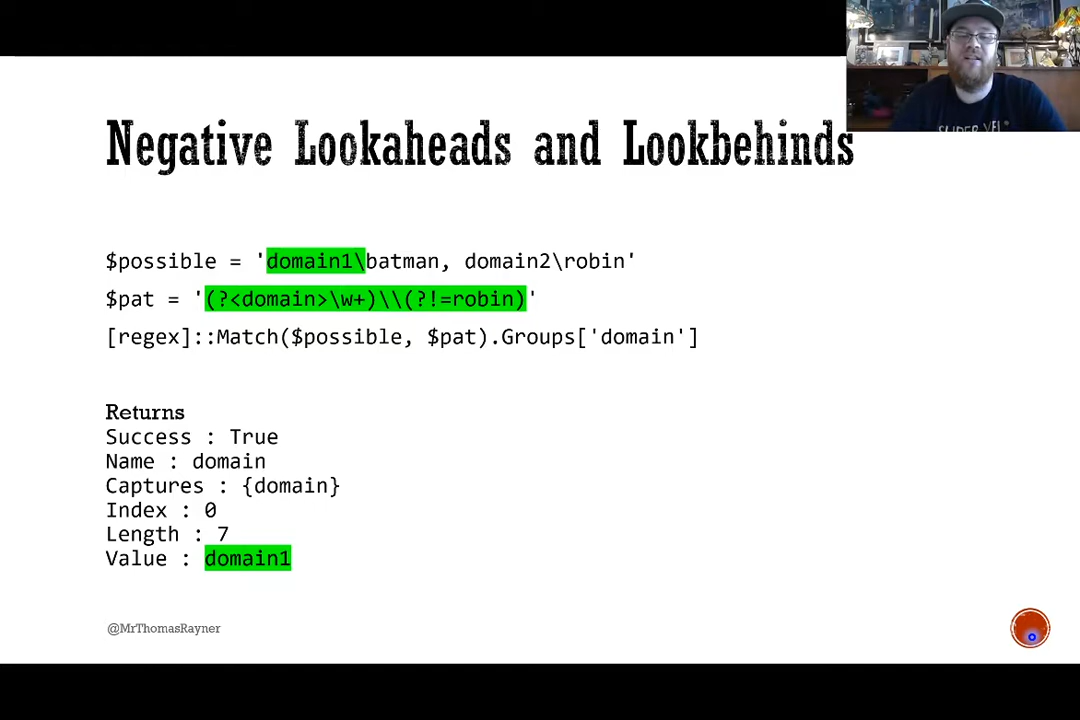 Negative Lookaheads and Lookbehinds
$possible = 'domain1\batman, domain2\robin'
$pat = '(?<domain>\w+)\\(?!=robin)'
[regex]::Match($possible, $pat).Groups['domain']
Returns
Success : True
Name : domain
Captures : {domain}
Index : 0
Length : 7
Value : domain1
@MrThomasRayner